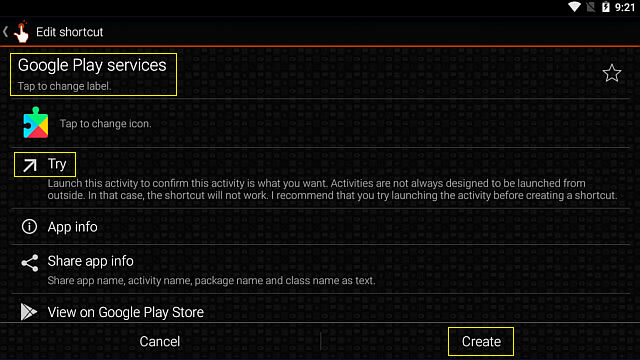 9:21
Edit shortcut
Google Play services
Tap to change label.
Tap to change icon.
Try
Launch this activity to confirm this activity is what you want. Activities are not always designed to be launched from
outside. In that case, the shortcut will not work. I recommend that you try launching the activity before creating a shortcut.
App info
Share app info
Share app name, activity name, package name and class name as text.
View on Google Play Store
Cancel
Create